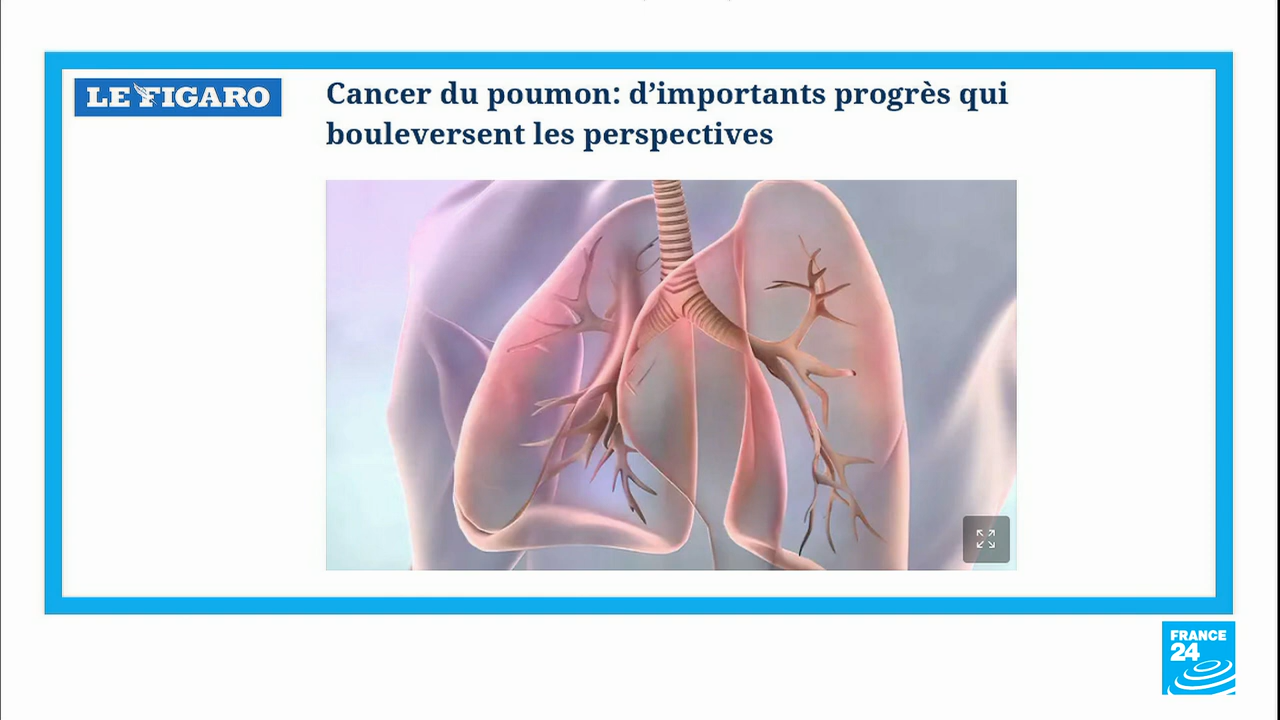 LE FIGARO
Cancer du poumon: d’importants progrès qui
bouleversent les perspectives
FRANCE
24